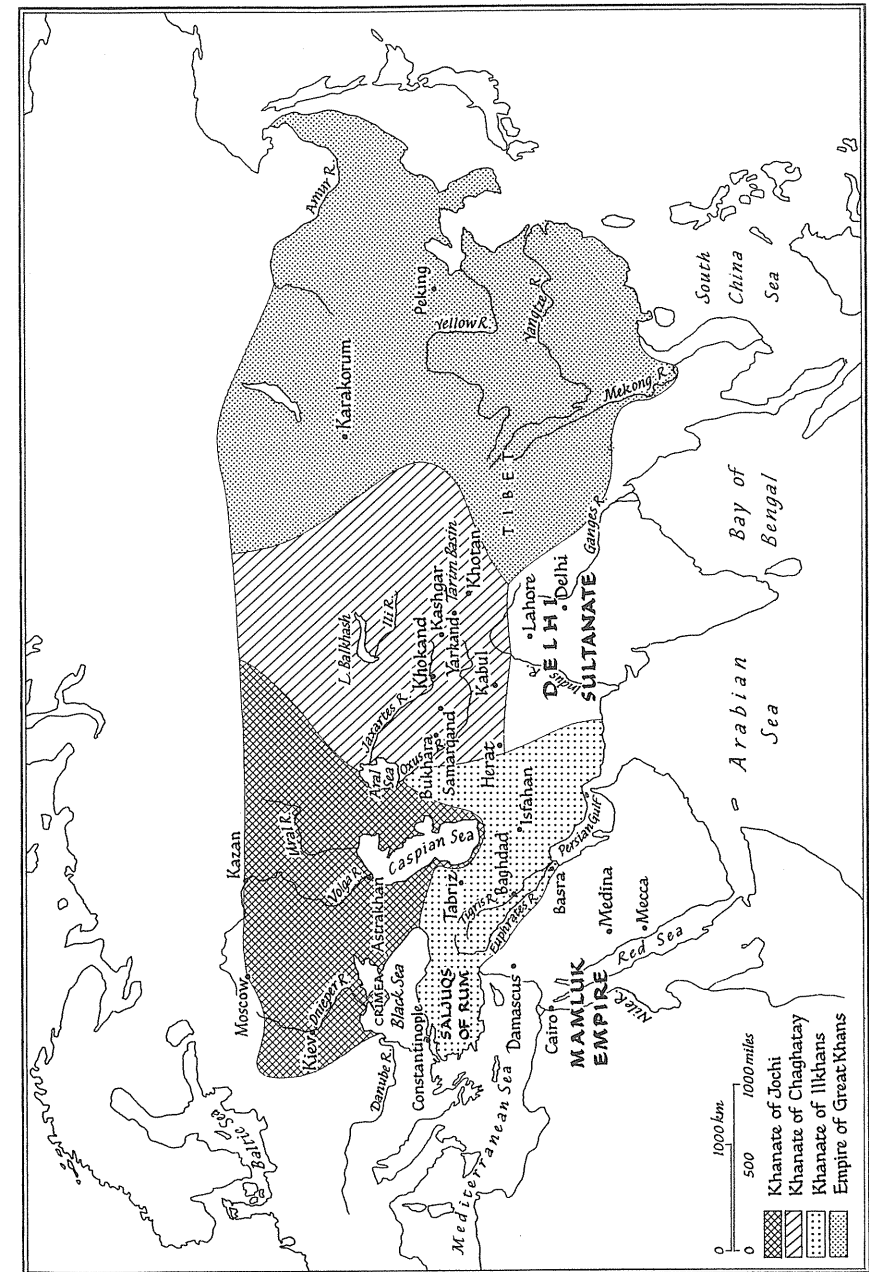 Amur R.
Karakorum
Peking
Yellow R.
Yangtze R.
Mekong R.
South
China
Sea
TIBET
Ganges R.
Bay of
Bengal
L. Balkhash
Ili R.
Khokand
Kashgar
Yarkand
Tarim Basin
Khotan
Kabul
Lahore
Delhi
DELHI
SULTANATE
Indus R.
Jaxartes R.
Aral
Sea
Oxus R.
Bukhara
Samarqand
Herat
Arabian
Sea
Kazan
Ural R.
Volga R.
Astrakhan
Caspian Sea
Isfahan
Tabriz
Baghdad
Tigris R.
Euphrates R.
Basra
Persian Gulf
Medina
Mecca
Red Sea
Moscow
Kiev
Dnieper R.
CRIMEA
Black Sea
Danube R.
Constantinople
SALJUQS
OF RUM
Damascus
Cairo
MAMLUK
EMPIRE
Nile R.
Baltic
Sea
Mediterranean Sea
0 1000 km
0 500 1000 miles
Khanate of Jochi
Khanate of Chaghatay
Khanate of Ilkhans
Empire of Great Khans